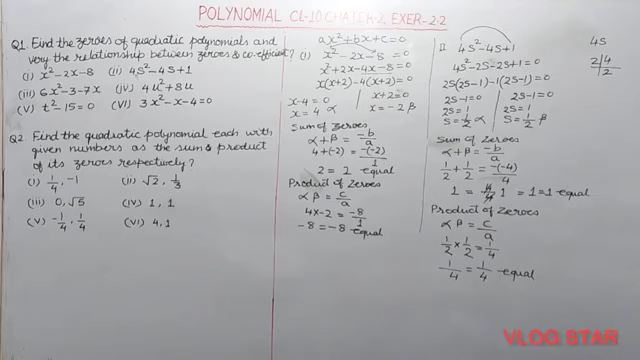 POLYNOMIAL CL-10 CHATER-2, EXER-2.2
Q1. Find the zeroes of quadiatic polynomials and
very the relationship between zeroes & co-efficient?
(i) x²-2x-8 (ii) 4s²-4s+1
(iii) 6x²-3-7x (iv) 4u²+8u
(v) t²-15=0 (vi) 3x²-x-4=0
Q2. Find the quadratic polynomial each with
given numbers as the sum & product
of its zeros respectively?
(i) 1/4, -1 (ii) √2, 1/3
(iii) 0, √5 (iv) 1, 1
(v) -1/4, 1/4 (vi) 4, 1
ax²+bx+c=0
(i) x²-2x-8=0
x²+2x-4x-8=0
x(x+2)-4(x+2)=0
x-4=0 x+2=0
x=4 α x=-2 β
Sum of Zeroes
α+β=-b/a
4+(-2)=-(-2)/1
2=2 equal
Product of Zeroes
αβ=c/a
4x-2=-8/1
-8=-8 equal
II 4s²-4s+1
4s²-2s-2s+1=0
2s(2s-1)-1(2s-1)=0
2s-1=0 2s-1=0
2s=1 2s=1
s=1/2 α s=1/2 β
Sum of Zeroes
α+β=-b/a
1/2+1/2=-(-4)/4
1=4/4 1 =1=1 equal
Product of Zeroes
αβ=c/a
1/2x1/2=1/4
1/4=1/4 equal
4s
2|4
/2
VLOG STAR